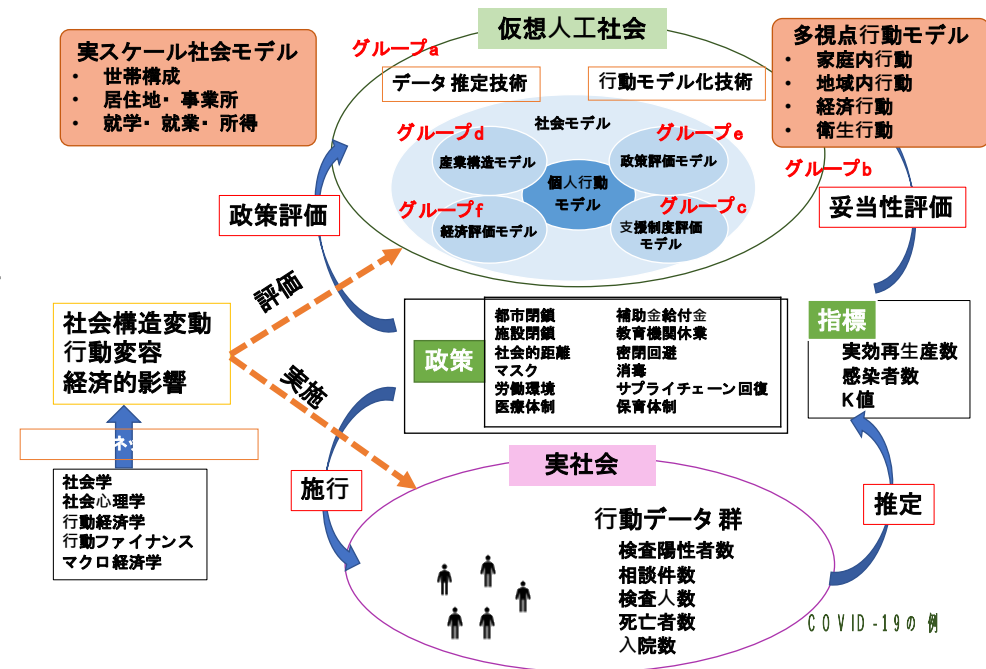 仮想人工社会
グループa
実スケール社会モデル
• 世帯構成
• 居住地・事業所
• 就学・就業・所得
多視点行動モデル
• 家庭内行動
• 地域内行動
• 経済行動
• 衛生行動
データ推定技術
行動モデル化技術
社会モデル
グループd
グループe
産業構造モデル
政策評価モデル
個人行動
モデル
グループb
グループf
グループc
経済評価モデル
支援制度評価
モデル
政策評価
妥当性評価
評価
社会構造変動
行動変容
経済的影響
実施
政策
都市閉鎖
施設閉鎖
社会的距離
マスク
労働環境
医療体制
補助金給付金
教育機関休業
密閉回避
消毒
サプライチェーン回復
保育体制
指標
実効再生産数
感染者数
K値
ネッ
社会学
社会心理学
行動経済学
行動ファイナンス
マクロ経済学
施行
実社会
推定
行動データ群
検査陽性者数
相談件数
検査人数
死亡者数
入院数
COVID-19の例